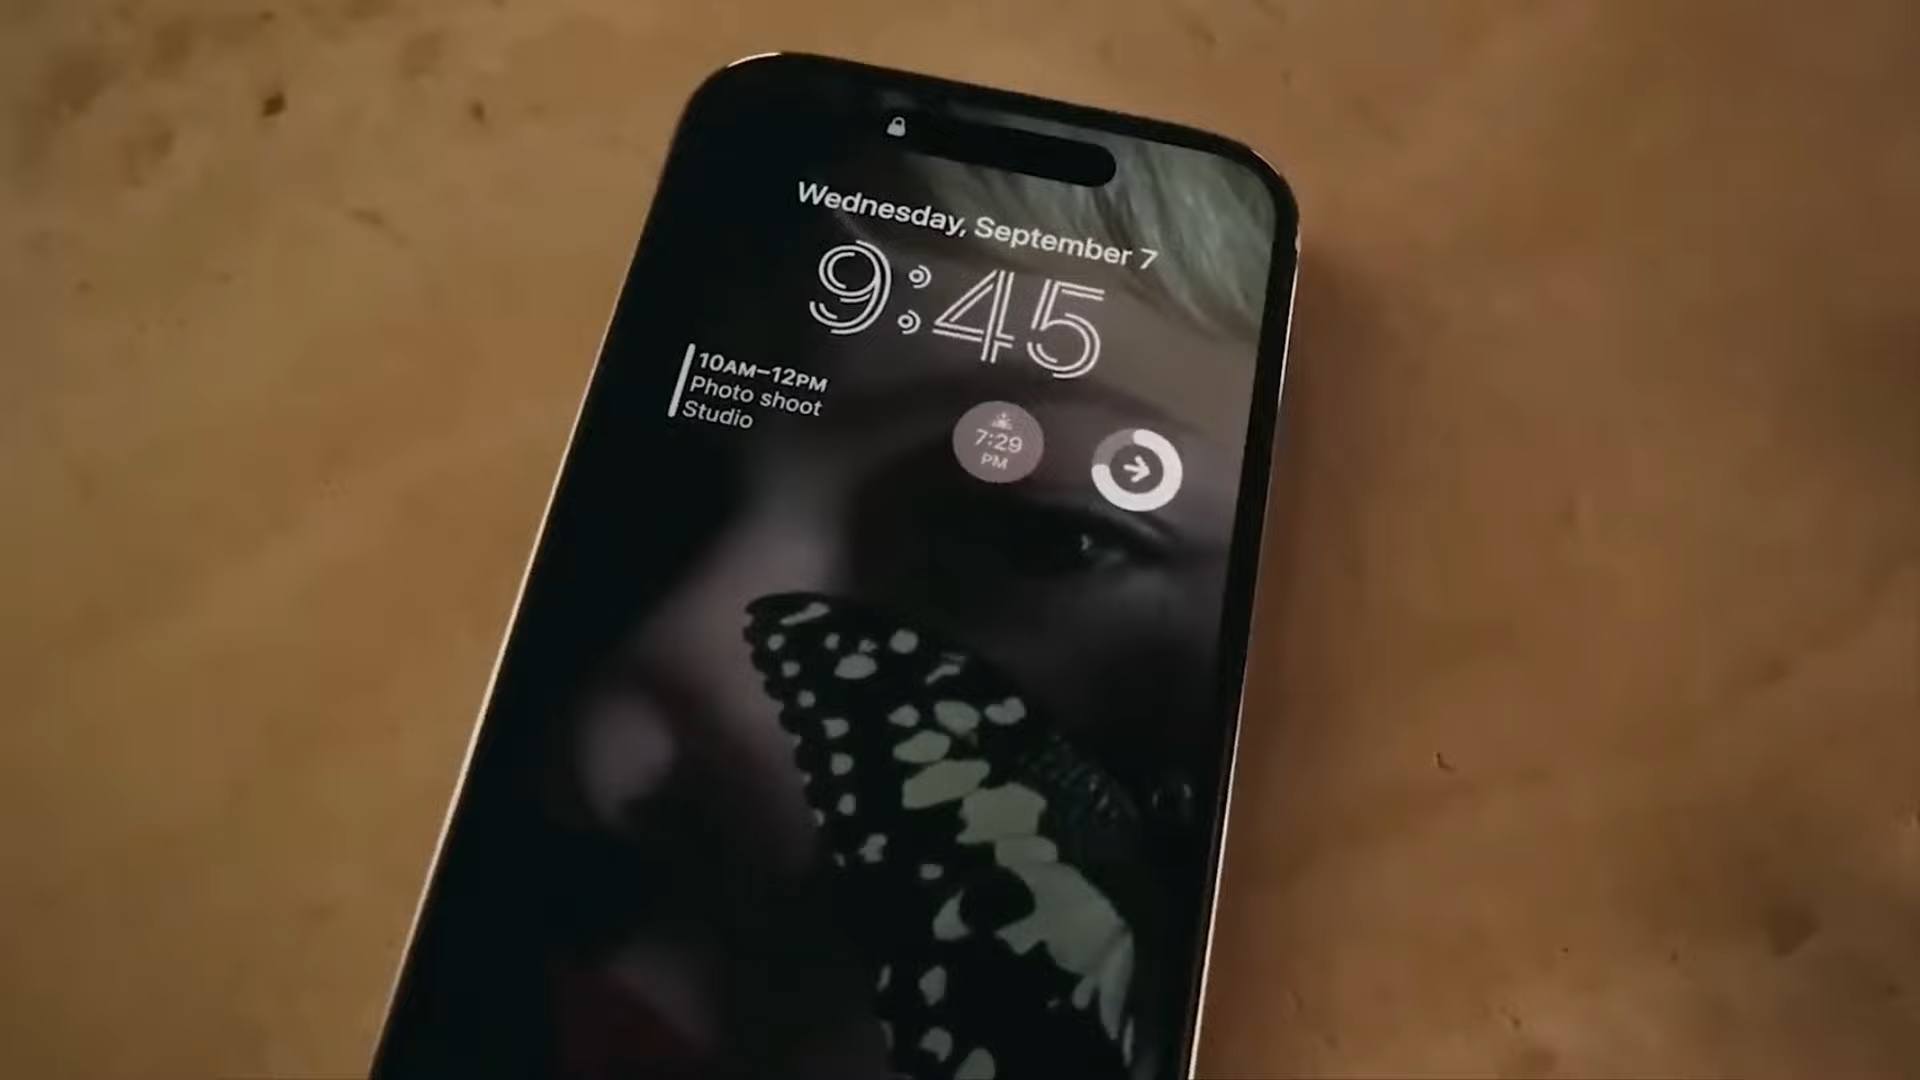 Wednesday, September 7
9:45
10AM–12PM
Photo shoot
Studio
7:29
PM